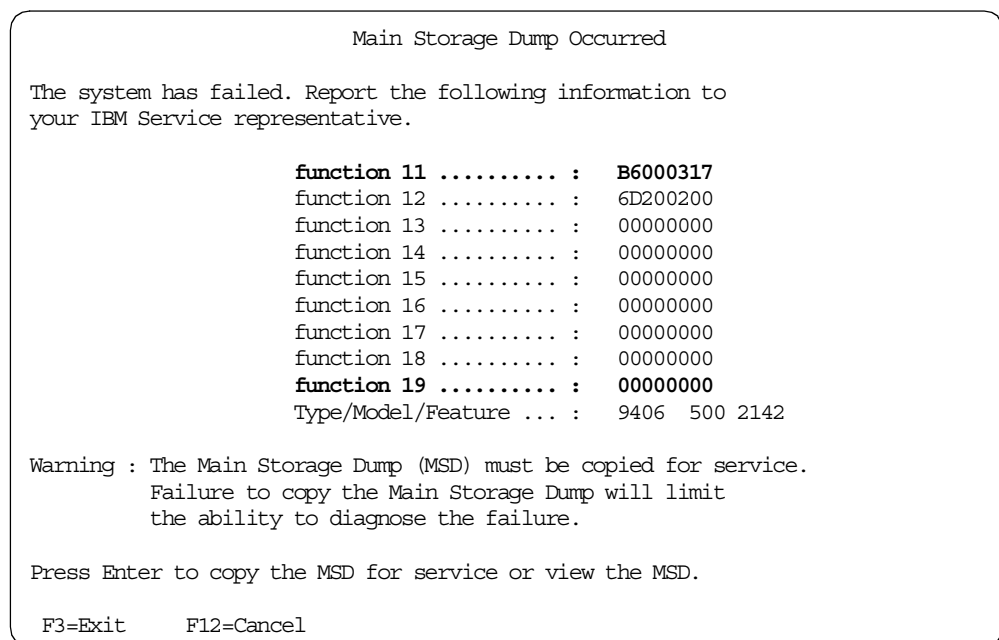 Main Storage Dump Occurred
The system has failed. Report the following information to
your IBM Service representative.
function 11 .......... :   B6000317
function 12 .......... :   6D200200
function 13 .......... :   00000000
function 14 .......... :   00000000
function 15 .......... :   00000000
function 16 .......... :   00000000
function 17 .......... :   00000000
function 18 .......... :   00000000
function 19 .......... :   00000000
Type/Model/Feature ... :   9406  500 2142
Warning : The Main Storage Dump (MSD) must be copied for service.
Failure to copy the Main Storage Dump will limit
the ability to diagnose the failure.
Press Enter to copy the MSD for service or view the MSD.
F3=Exit     F12=Cancel